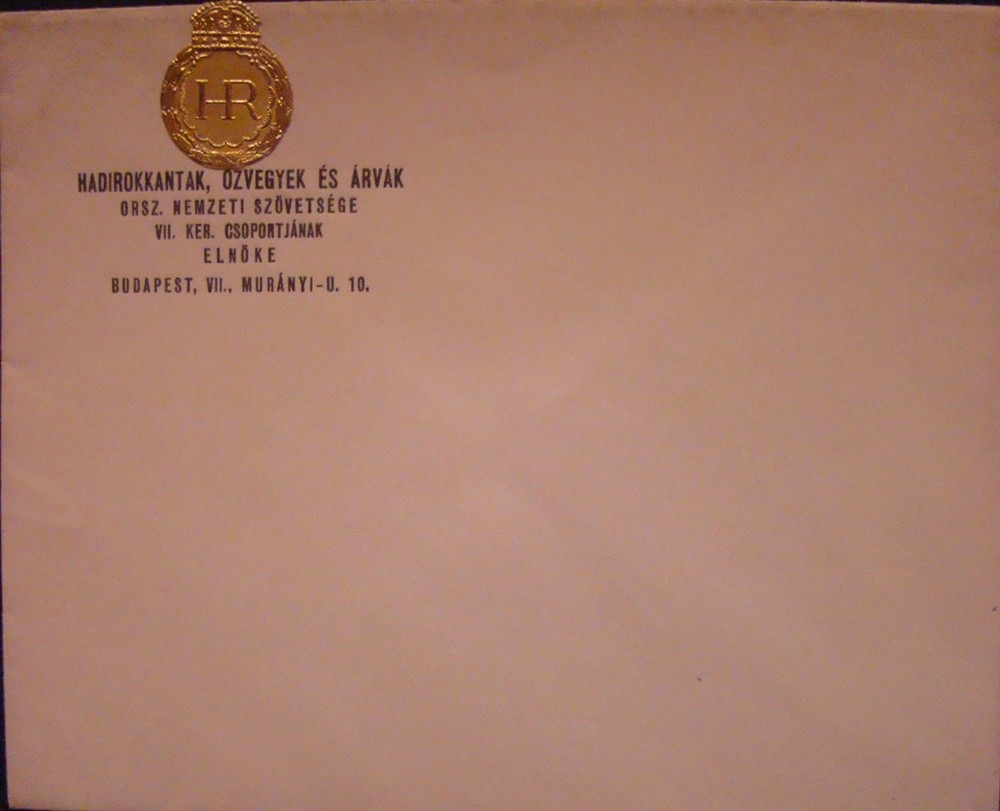 HR
HADIROKKANTAK, ÖZVEGYEK ÉS ÁRVÁK
ORSZ. NEMZETI SZÖVETSÉGE
VII. KER. CSOPORTJÁNAK
ELNÖKE
BUDAPEST, VII., MURÁNYI-U. 10.